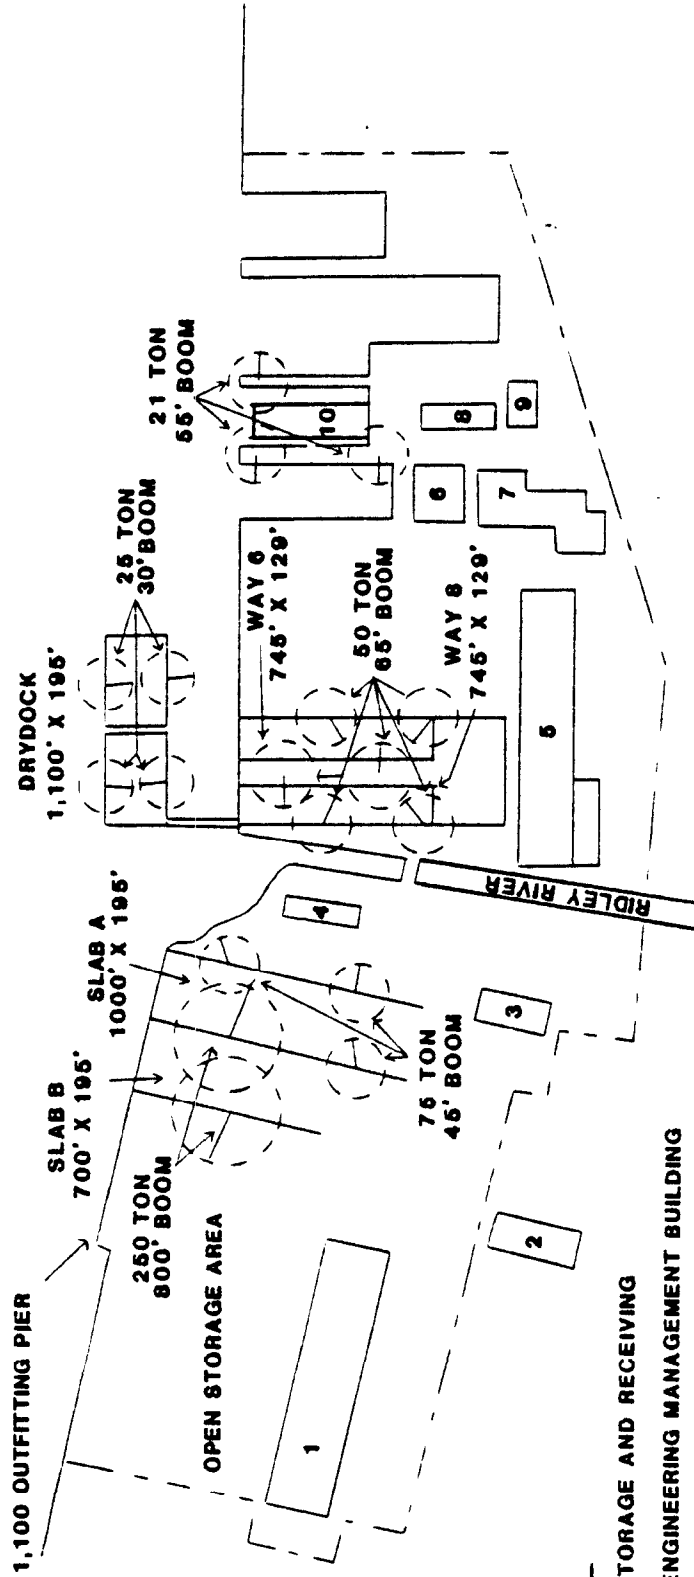 1,100 OUTFITTING PIER
SLAB B
700' X 195'
SLAB A
1000' X 195'
DRYDOCK
1,100' X 195'
25 TON
30' BOOM
21 TON
55' BOOM
250 TON
800' BOOM
OPEN STORAGE AREA
75 TON
45' BOOM
WAY 6
745' X 129'
50 TON
65' BOOM
WAY 8
745' X 129'
RIDLEY RIVER
1
2
3
4
5
6
7
8
9
10
TORAGE AND RECEIVING
NGINEERING MANAGEMENT BUILDING